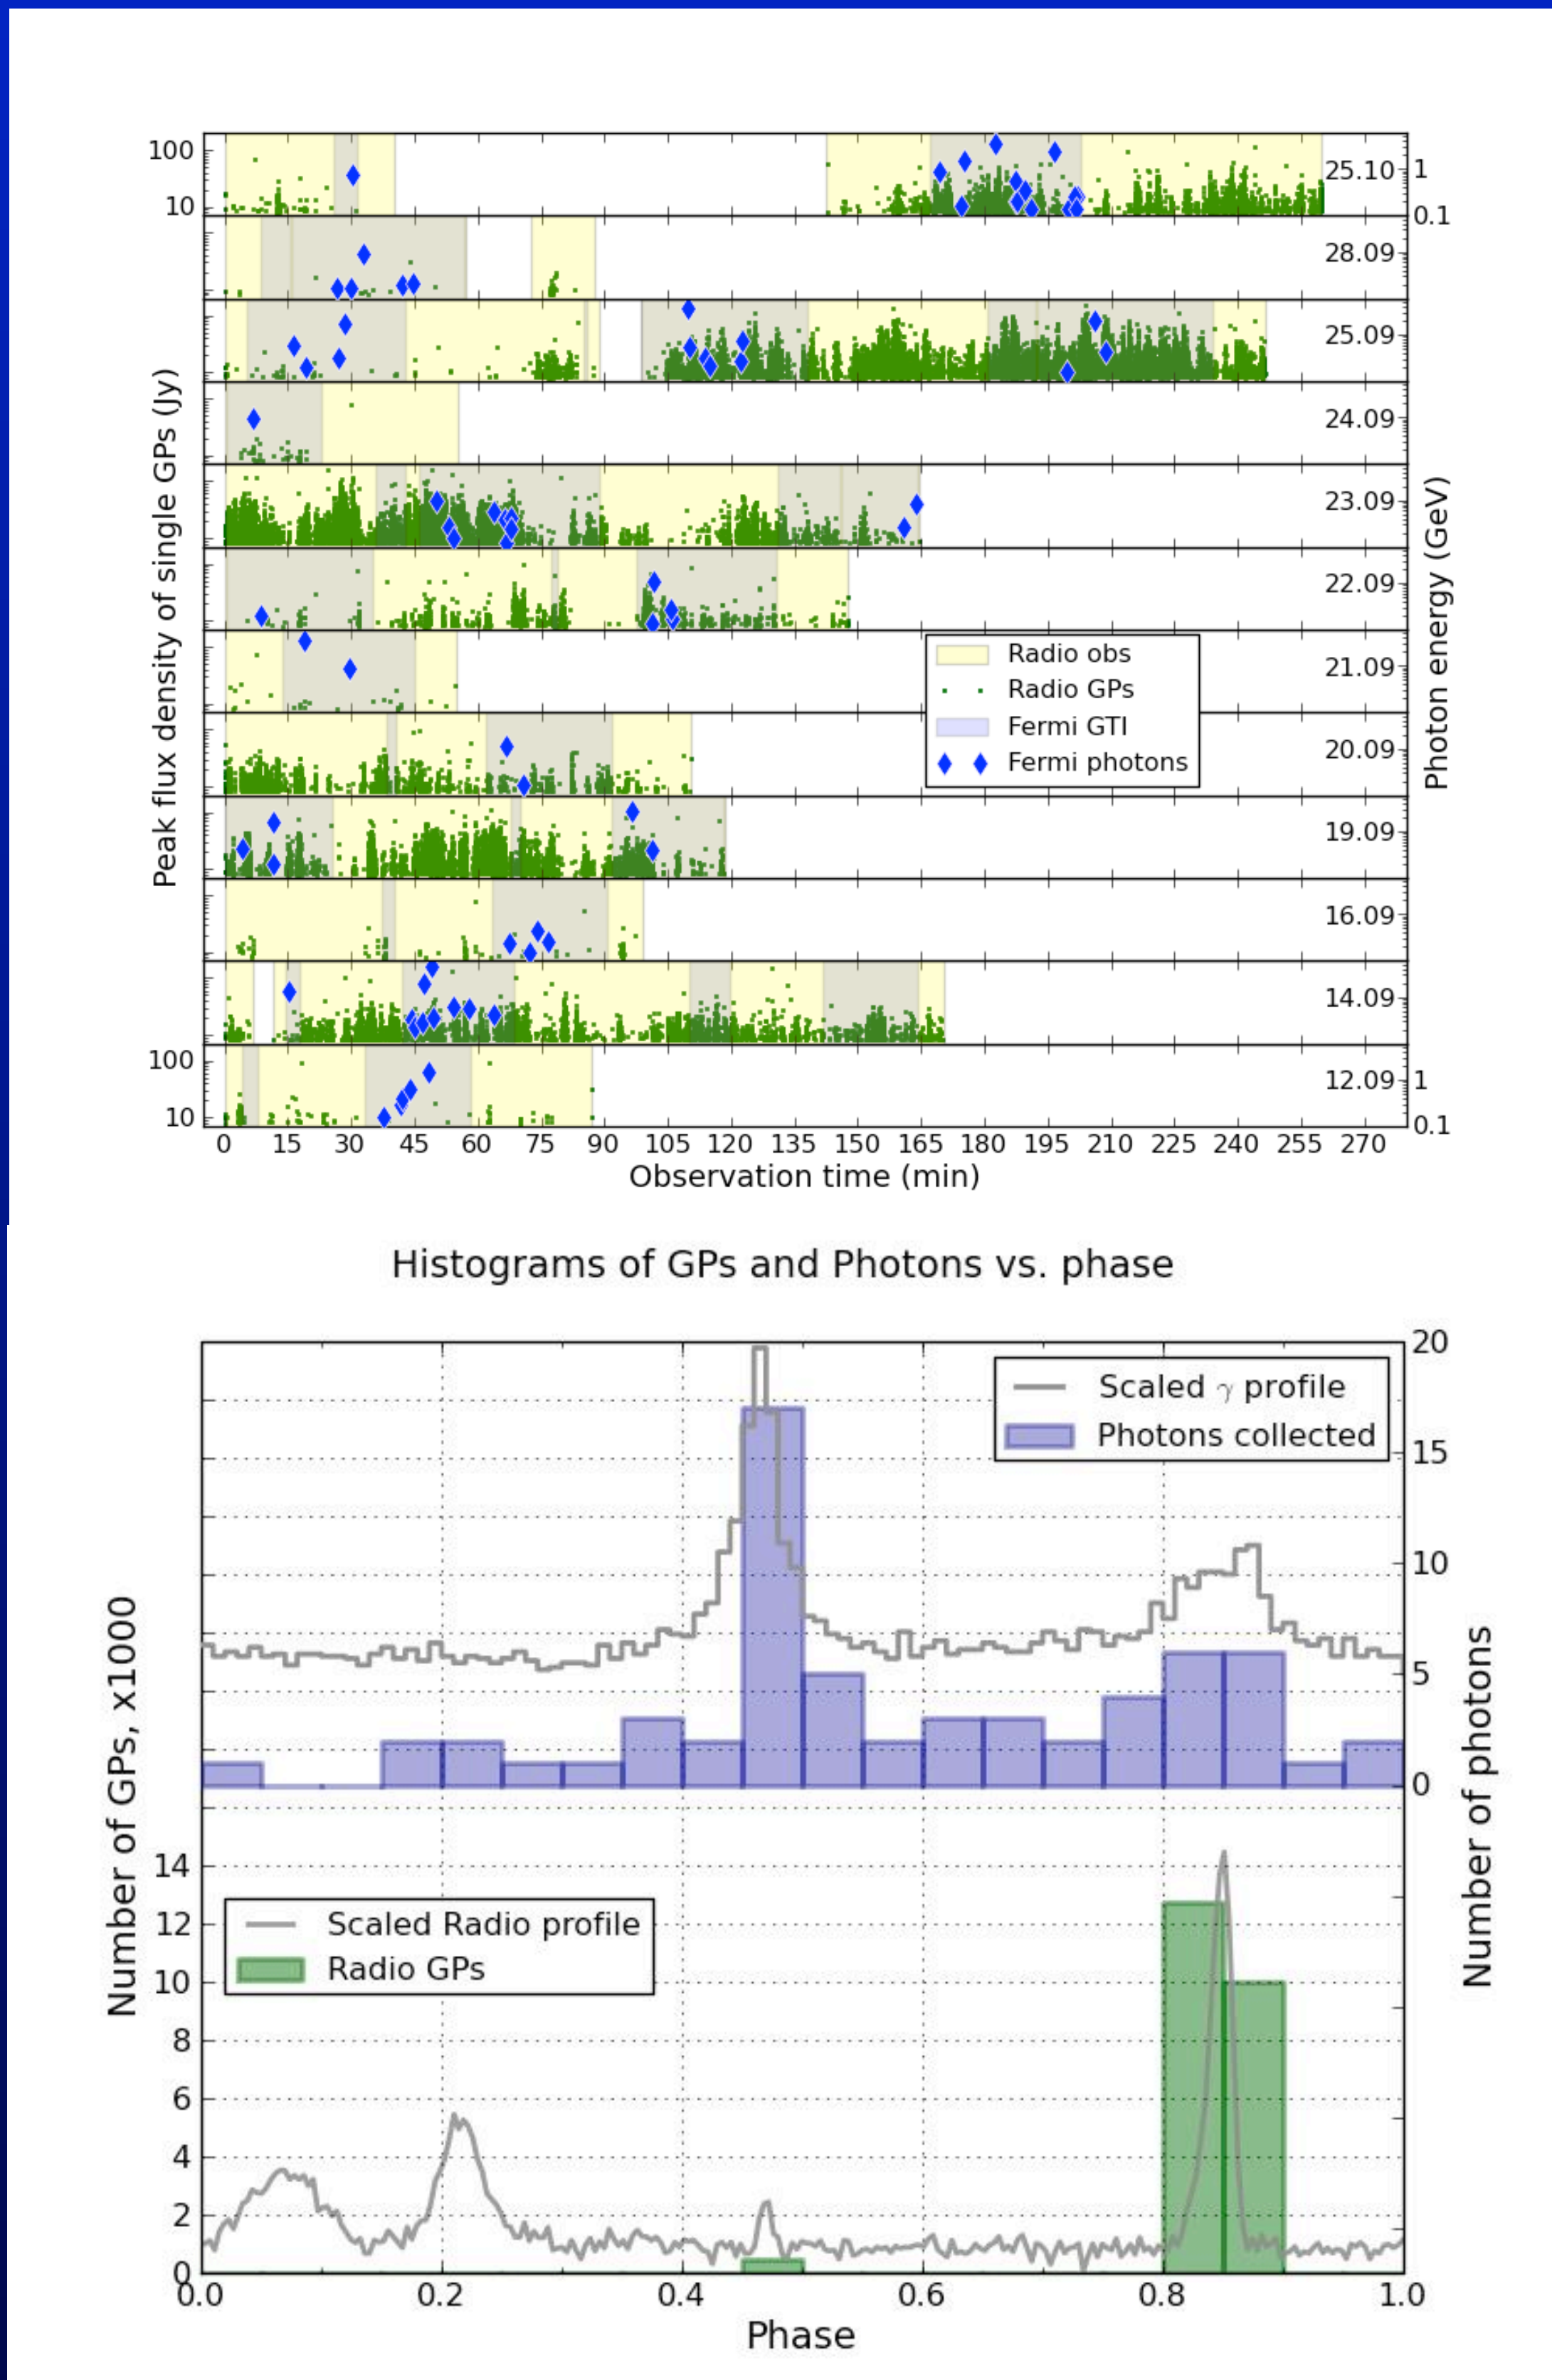 100
10
25.10
1
0.1
28.09
25.09
24.09
23.09
22.09
21.09
20.09
19.09
16.09
14.09
100
10
12.09
1
0.1
Peak flux density of single GPs (Jy)
Photon energy (GeV)
Radio obs
Radio GPs
Fermi GTI
Fermi photons
0 15 30 45 60 75 90 105 120 135 150 165 180 195 210 225 240 255 270
Observation time (min)
Histograms of GPs and Photons vs. phase
Scaled γ profile
Photons collected
20
15
10
5
0
Number of GPs, x1000
Number of photons
Scaled Radio profile
Radio GPs
14
12
10
8
6
4
2
0
0.0 0.2 0.4 0.6 0.8 1.0
Phase